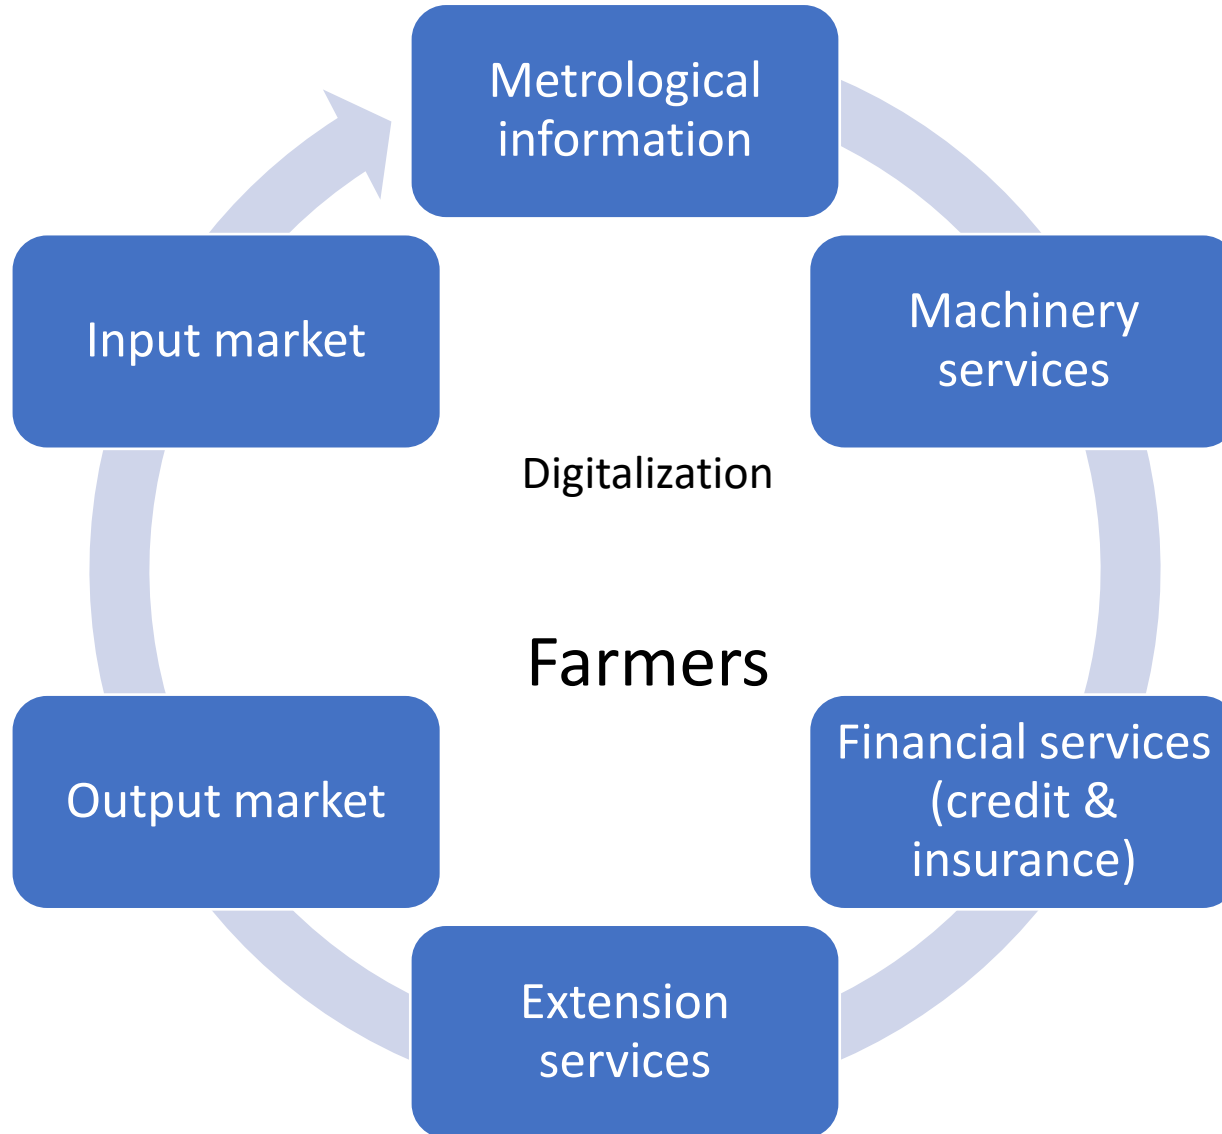 Metrological
information
Machinery
services
Financial services
(credit &
insurance)
Extension
services
Output market
Input market
Digitalization
Farmers